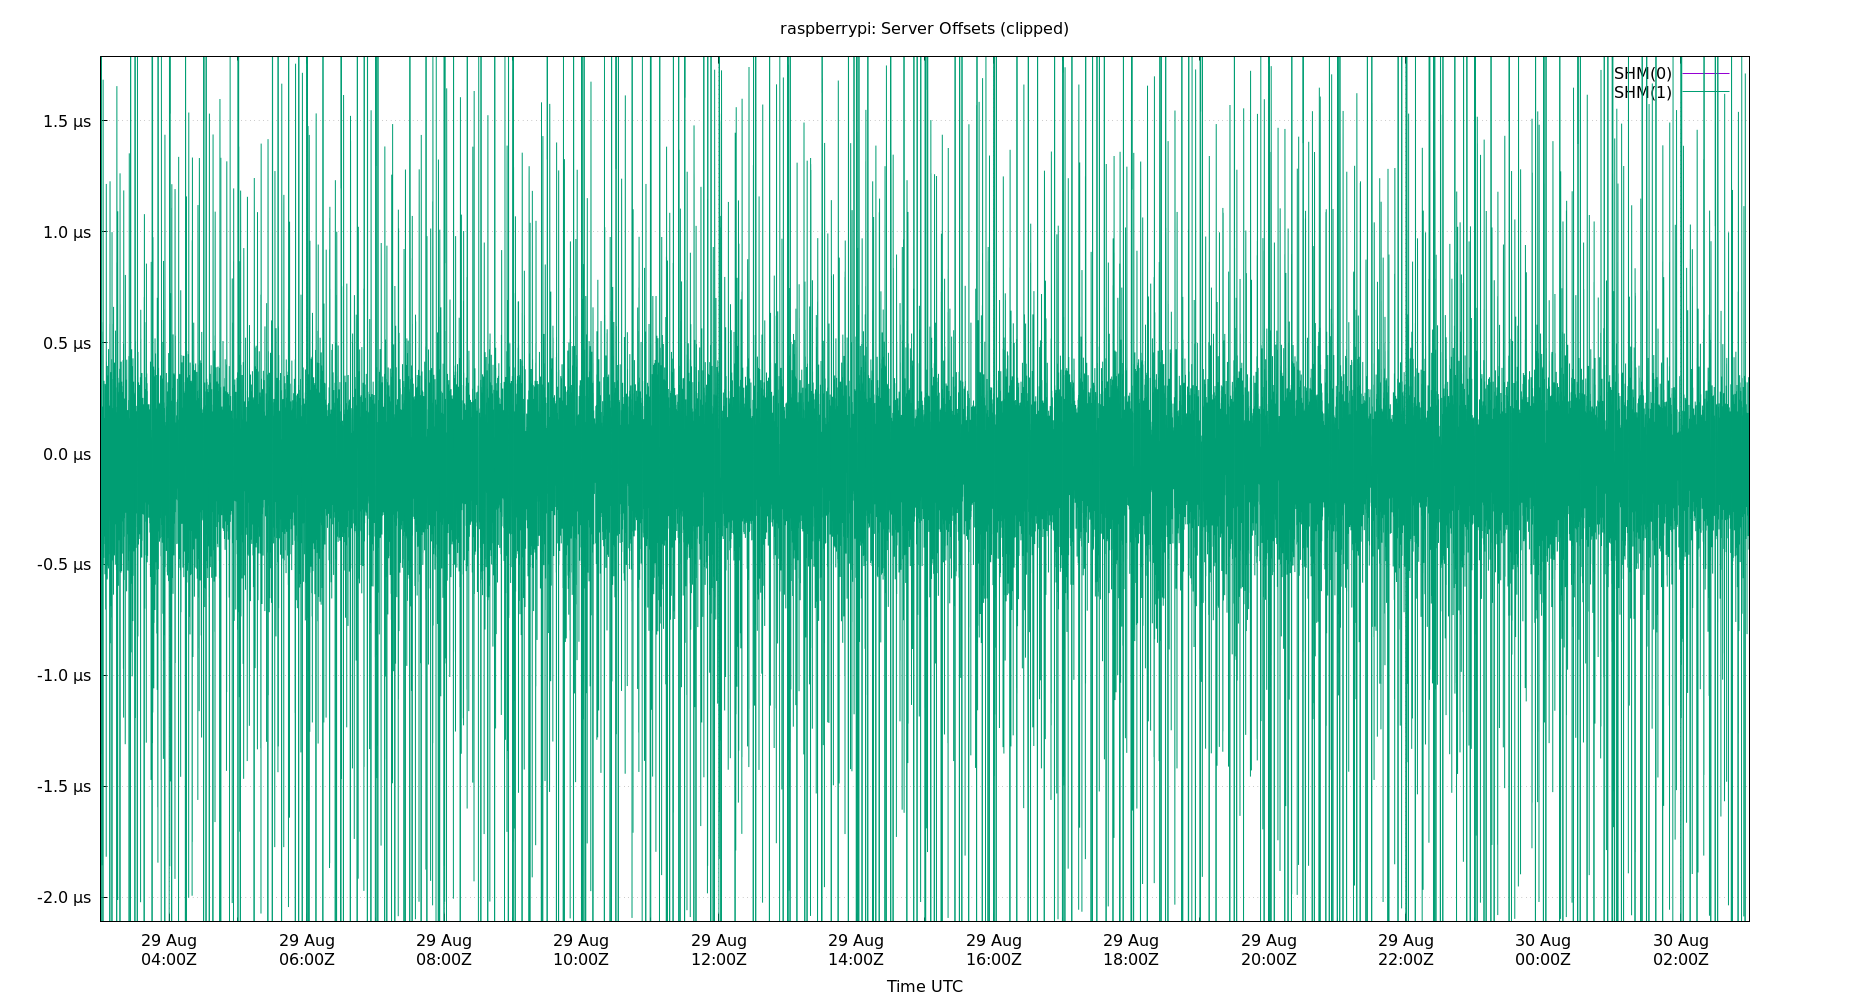 raspberrypi: Server Offsets (clipped)
SHM(0)
SHM(1)
1.5 µs
1.0 µs
0.5 µs
0.0 µs
-0.5 µs
-1.0 µs
-1.5 µs
-2.0 µs
29 Aug 29 Aug 29 Aug 29 Aug 29 Aug 29 Aug 29 Aug 29 Aug 29 Aug 29 Aug 30 Aug 30 Aug
04:00Z 06:00Z 08:00Z 10:00Z 12:00Z 14:00Z 16:00Z 18:00Z 20:00Z 22:00Z 00:00Z 02:00Z
Time UTC